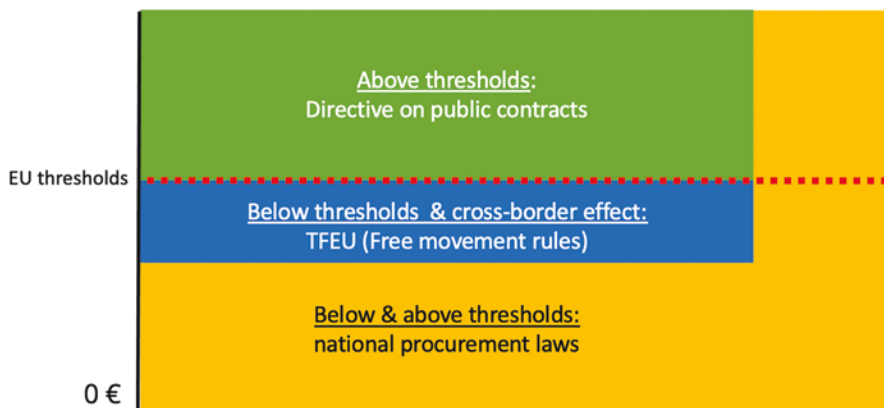 Above thresholds:
Directive on public contracts
EU thresholds
Below thresholds & cross-border effect:
TFEU (Free movement rules)
Below & above thresholds:
national procurement laws
0 €